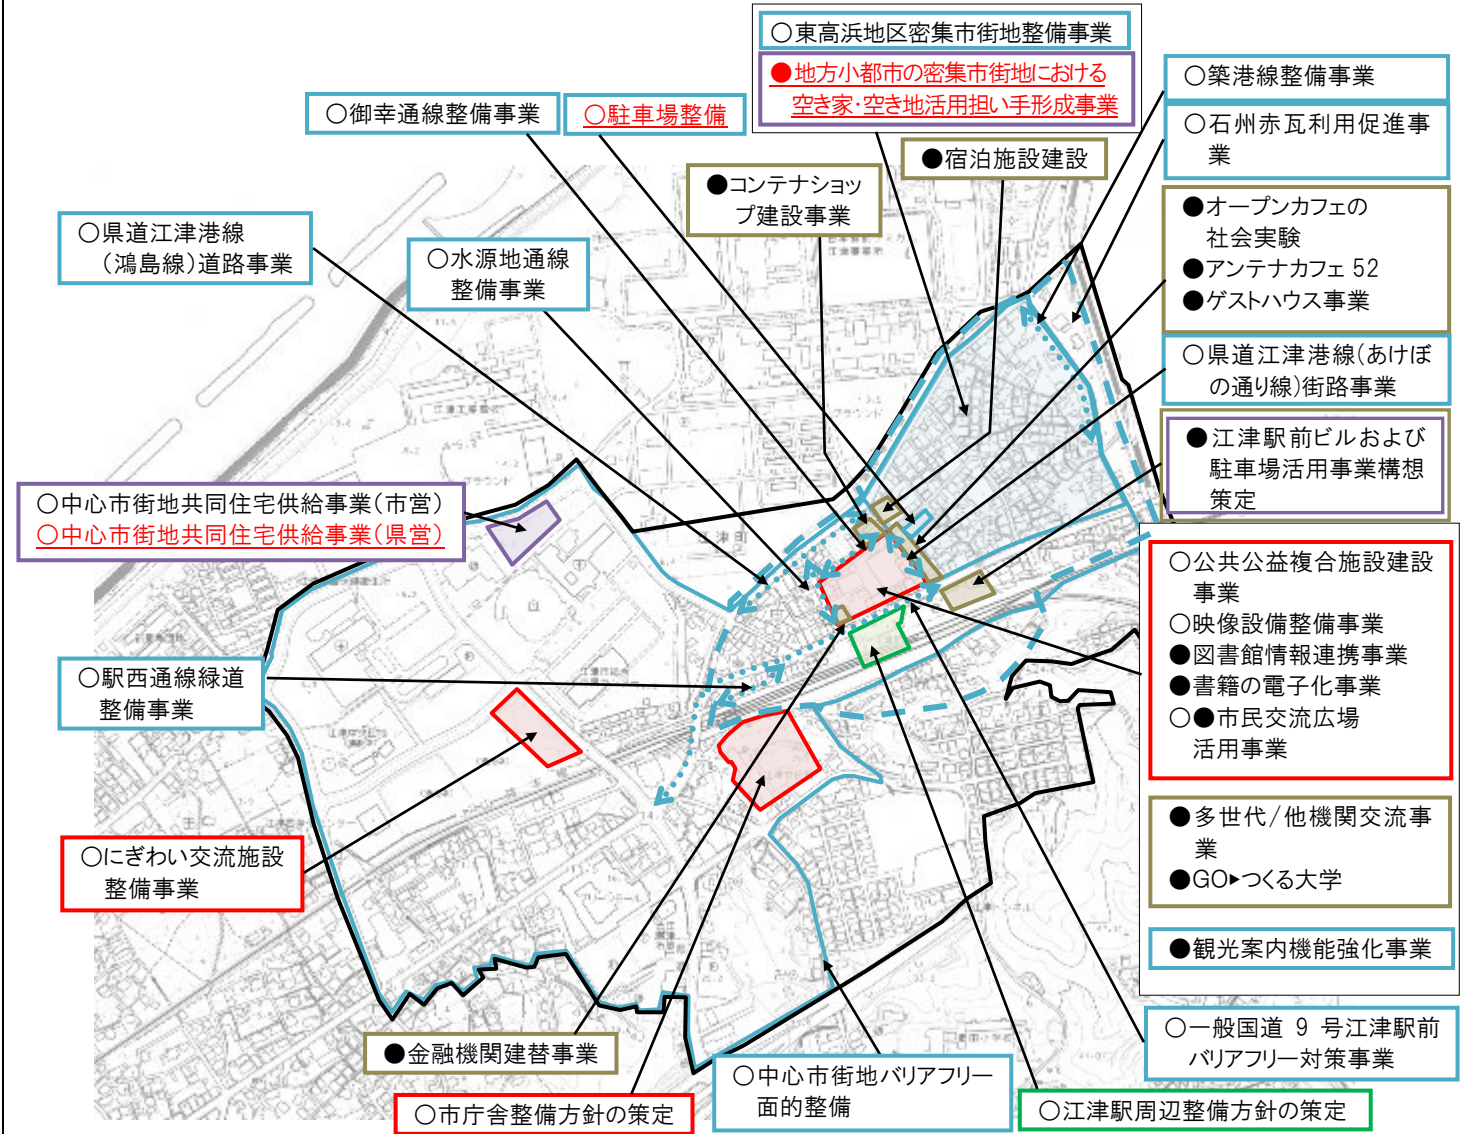 ○東高浜地区密集市街地整備事業
●地方小都市の密集市街地における
空き家・空き地活用担い手形成事業
○築港線整備事業
○石州赤瓦利用促進事
業
○御幸通線整備事業
○駐車場整備
●宿泊施設建設
●コンテナショッ
プ建設事業
●オープンカフェの
社会実験
●アンテナカフェ 52
●ゲストハウス事業
○県道江津港線
（鴻島線）道路事業
○水源地通線
整備事業
○県道江津港線（あけぼ
の通り線）街路事業
●江津駅前ビルおよび
駐車場活用事業構想
策定
○中心市街地共同住宅供給事業（市営）
○中心市街地共同住宅供給事業（県営）
江津町
○公共公益複合施設建設
事業
○映像設備整備事業
●図書館情報連携事業
●書籍の電子化事業
○●市民交流広場
活用事業
○駅西通線緑道
整備事業
●多世代/他機関交流事
業
●GO▶つくる大学
○にぎわい交流施設
整備事業
●観光案内機能強化事業
○一般国道 9 号江津駅前
バリアフリー対策事業
●金融機関建替事業
○中心市街地バリアフリー
面的整備
○市庁舎整備方針の策定
○江津駅周辺整備方針の策定